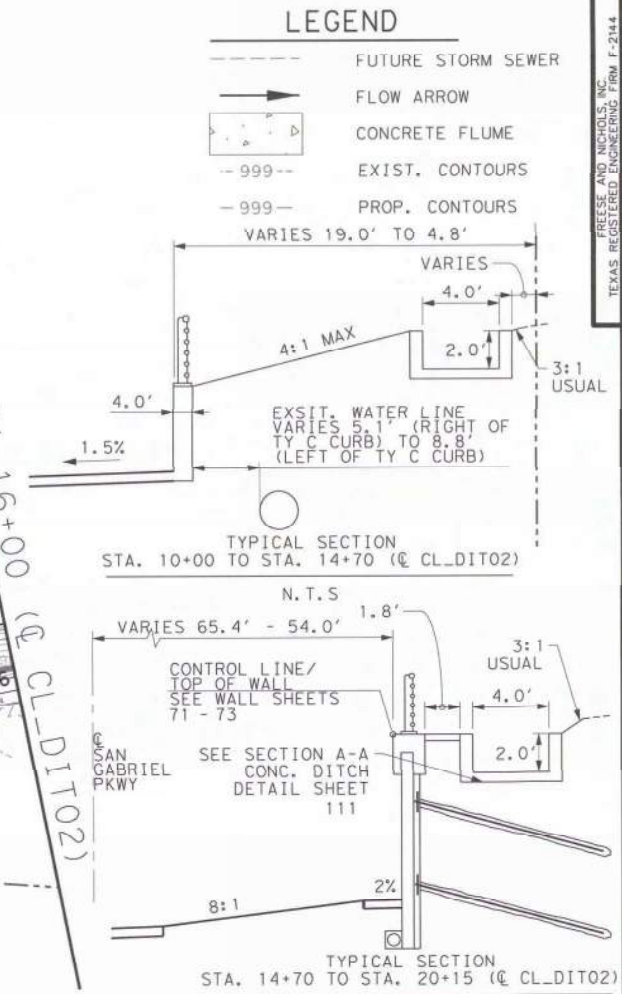 LEGEND
FUTURE STORM SEWER
FLOW ARROW
CONCRETE FLUME
-- 999 -- EXIST. CONTOURS
— 999 — PROP. CONTOURS
FREESE AND NICHOLS, INC.
TEXAS REGISTERED ENGINEERING FIRM F-2144
VARIES 19.0' TO 4.8'
VARIES
4.0'
2.0'
4:1 MAX
3:1
USUAL
4.0'
1.5%
EXSIT. WATER LINE
VARIES 5.1' (RIGHT OF
TY C CURB) TO 8.8'
(LEFT OF TY C CURB)
TYPICAL SECTION
STA. 10+00 TO STA. 14+70 (℄ CL_DIT02)
N.T.S
16+00 (℄ CL_DIT02)
VARIES 65.4' - 54.0'
1.8'
3:1
USUAL
4.0'
2.0'
CONTROL LINE/
TOP OF WALL
SEE WALL SHEETS
71 - 73
℄
SAN
GABRIEL
PKWY
SEE SECTION A-A
CONC. DITCH
DETAIL SHEET
111
8:1
2%
TYPICAL SECTION
STA. 14+70 TO STA. 20+15 (℄ CL_DIT02)